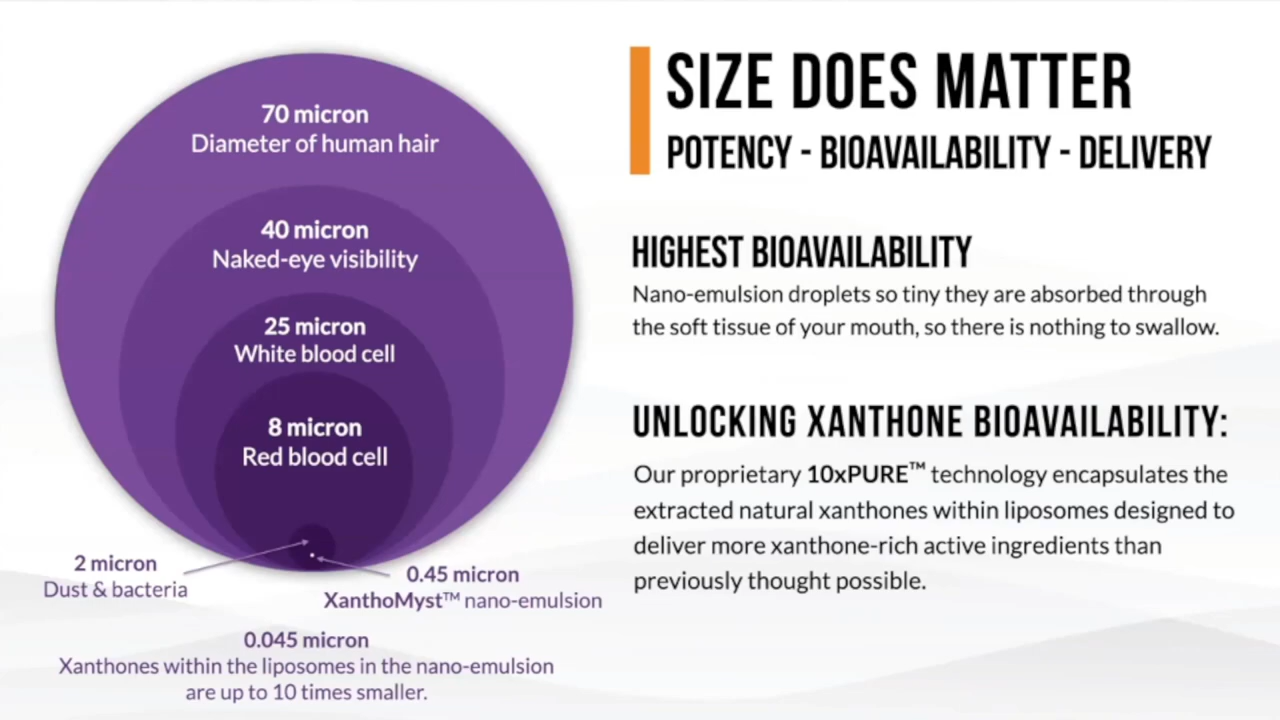 70 micron
Diameter of human hair
40 micron
Naked-eye visibility
25 micron
White blood cell
8 micron
Red blood cell
2 micron
Dust & bacteria
0.45 micron
XanthoMyst™ nano-emulsion
0.045 micron
Xanthones within the liposomes in the nano-emulsion
are up to 10 times smaller.
SIZE DOES MATTER
POTENCY - BIOAVAILABILITY - DELIVERY
HIGHEST BIOAVAILABILITY
Nano-emulsion droplets so tiny they are absorbed through
the soft tissue of your mouth, so there is nothing to swallow.
UNLOCKING XANTHONE BIOAVAILABILITY:
Our proprietary 10xPURE™ technology encapsulates the
extracted natural xanthones within liposomes designed to
deliver more xanthone-rich active ingredients than
previously thought possible.